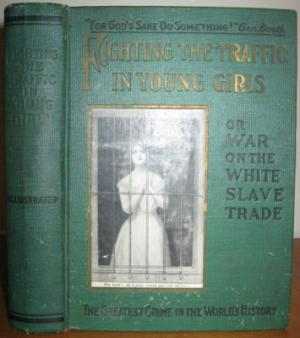 FIGHTING
THE
TRAFFIC
IN
YOUNG
GIRLS
ILLUSTRATED
"FOR GOD'S SAKE DO SOMETHING!" Gen. Booth
FIGHTING THE TRAFFIC
IN YOUNG GIRLS
OR
WAR
ON THE
WHITE
SLAVE
TRADE
THE GREATEST CRIME IN THE WORLD'S HISTORY